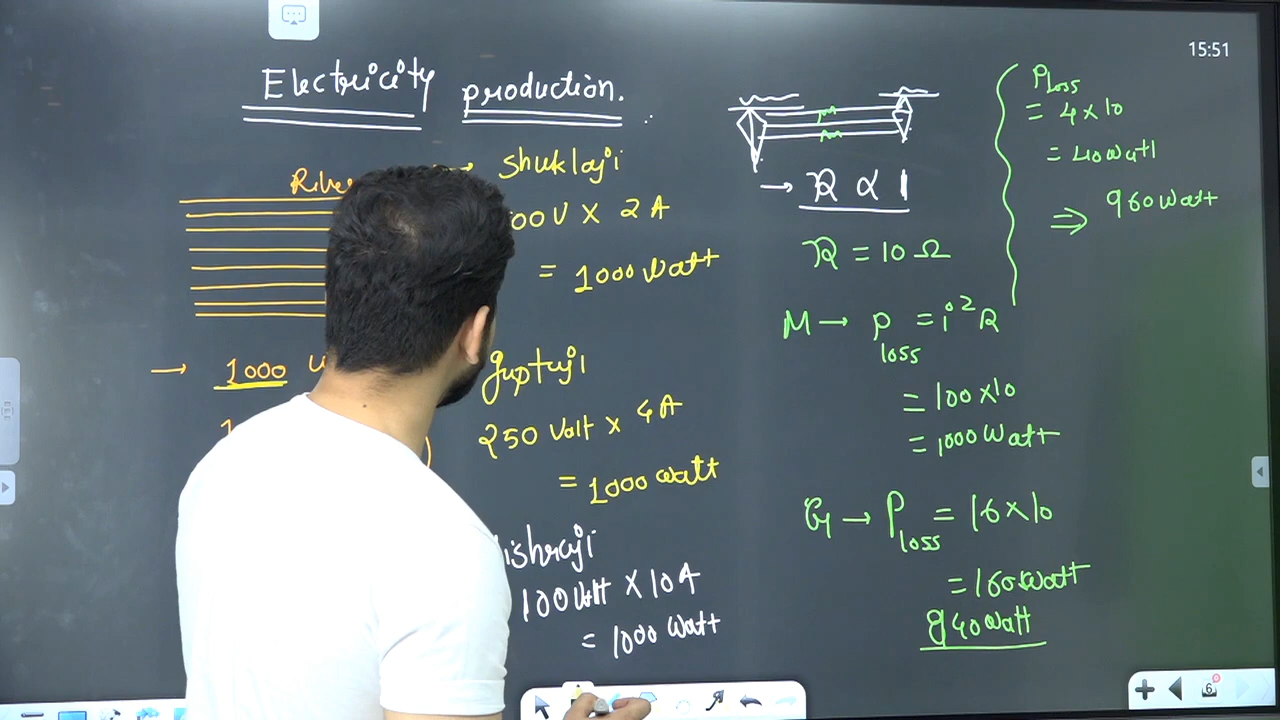 15:51
Electricity production.
Shuklaji
00V X 2A
= 1000 Watt
1000
Guptaji
250 Volt x 4A
= 1000 watt
ishraji
100 Volt X 10A
= 1000 Watt
→ R ∝ l
R = 10 Ω
M → P loss = i²R
= 100 x 10
= 1000 Watt
G → P loss = 16 x 10
= 160 watt
840 watt
P loss
= 4 x 10
= 40 watt
⇒ 960 watt
6